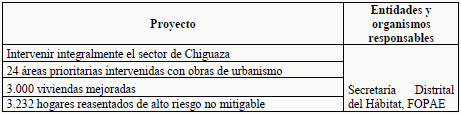 Proyecto
Entidades y
organismos
responsables
Intervenir integralmente el sector de Chiguaza
24 áreas prioritarias intervenidas con obras de urbanismo
3.000 viviendas mejoradas
3.232 hogares reasentados de alto riesgo no mitigable
Secretaría Distrital
del Hábitat, FOPAE